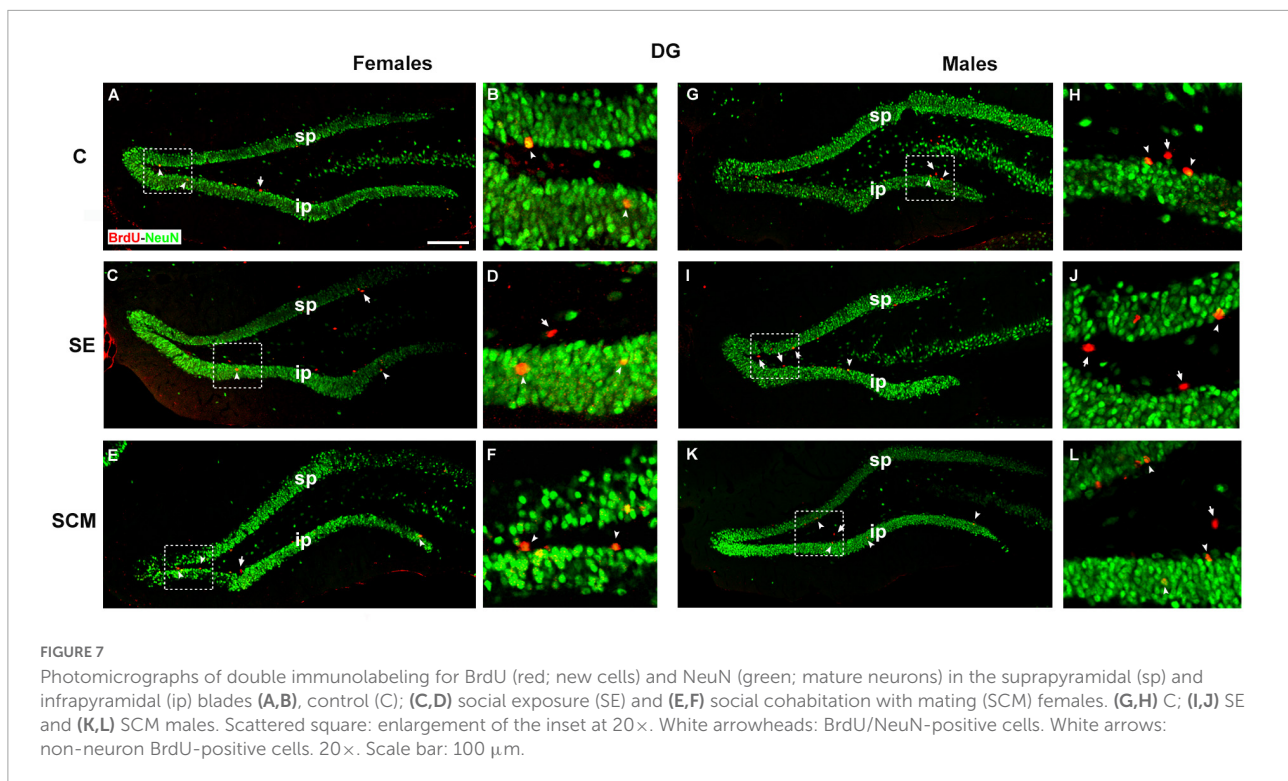 DG
Females
Males
A
sp
ip
BrdU-NeuN
B
G
sp
ip
H
C
C
sp
ip
D
I
sp
ip
J
SE
E
sp
ip
F
K
sp
ip
L
SCM
FIGURE 7
Photomicrographs of double immunolabeling for BrdU (red; new cells) and NeuN (green; mature neurons) in the suprapyramidal (sp) and
infrapyramidal (ip) blades (A,B), control (C); (C,D) social exposure (SE) and (E,F) social cohabitation with mating (SCM) females. (G,H) C; (I,J) SE
and (K,L) SCM males. Scattered square: enlargement of the inset at 20×. White arrowheads: BrdU/NeuN-positive cells. White arrows:
non-neuron BrdU-positive cells. 20×. Scale bar: 100 μm.